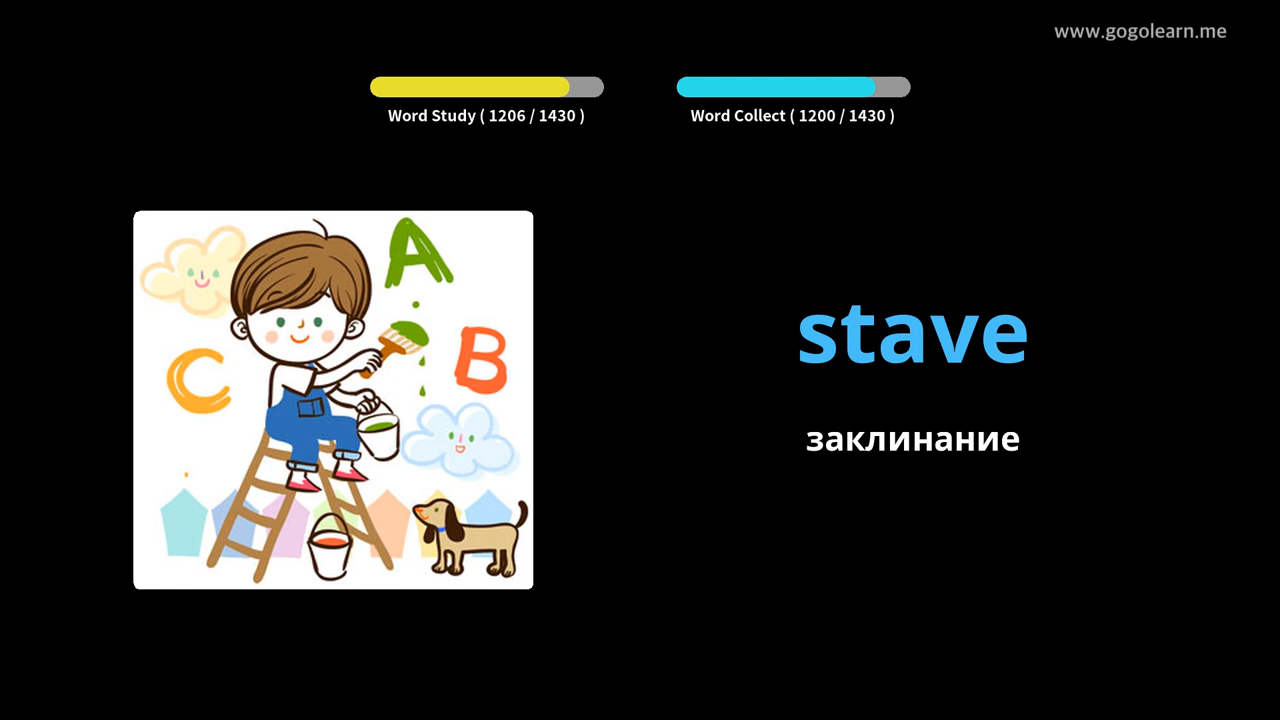 www.gogolearn.me
Word Study ( 1206 / 1430 )
Word Collect ( 1200 / 1430 )
A
B
C
stave
заклинание